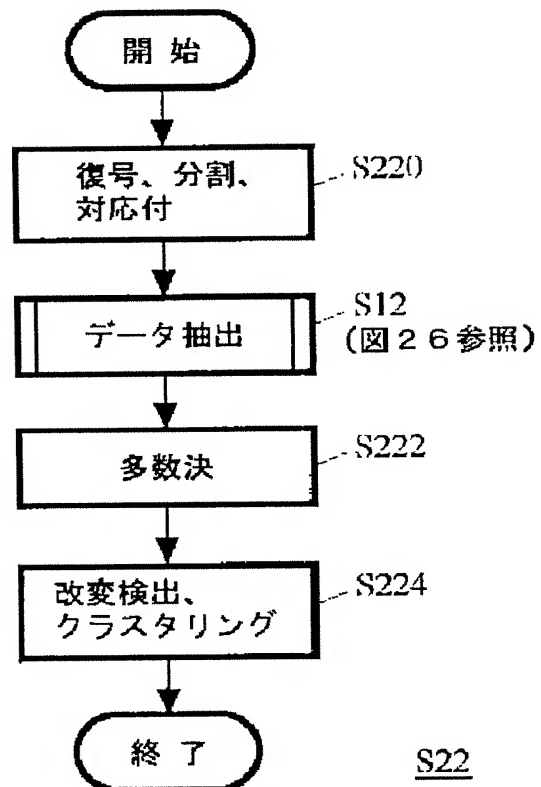 開始
復号、分割、
対応付
S220
データ抽出
S12
(図26参照)
多数決
S222
改変検出、
クラスタリング
S224
終了
S22